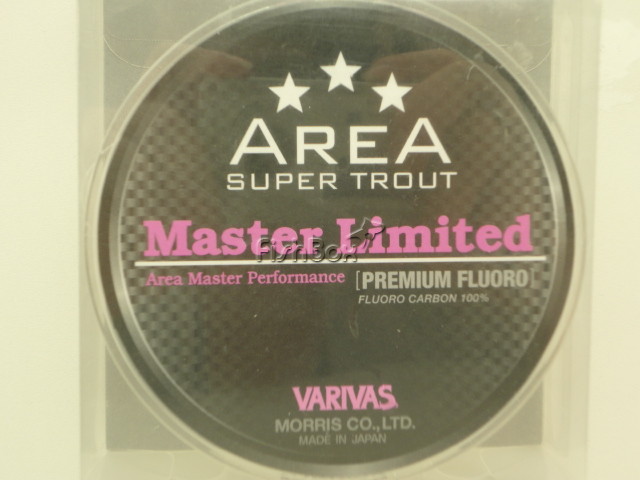 AREA
SUPER TROUT
Master Limited
FishBox
Area Master Performance [PREMIUM FLUORO]
FLUORO CARBON 100%
VARIVAS
MORRIS CO.,LTD.
MADE IN JAPAN